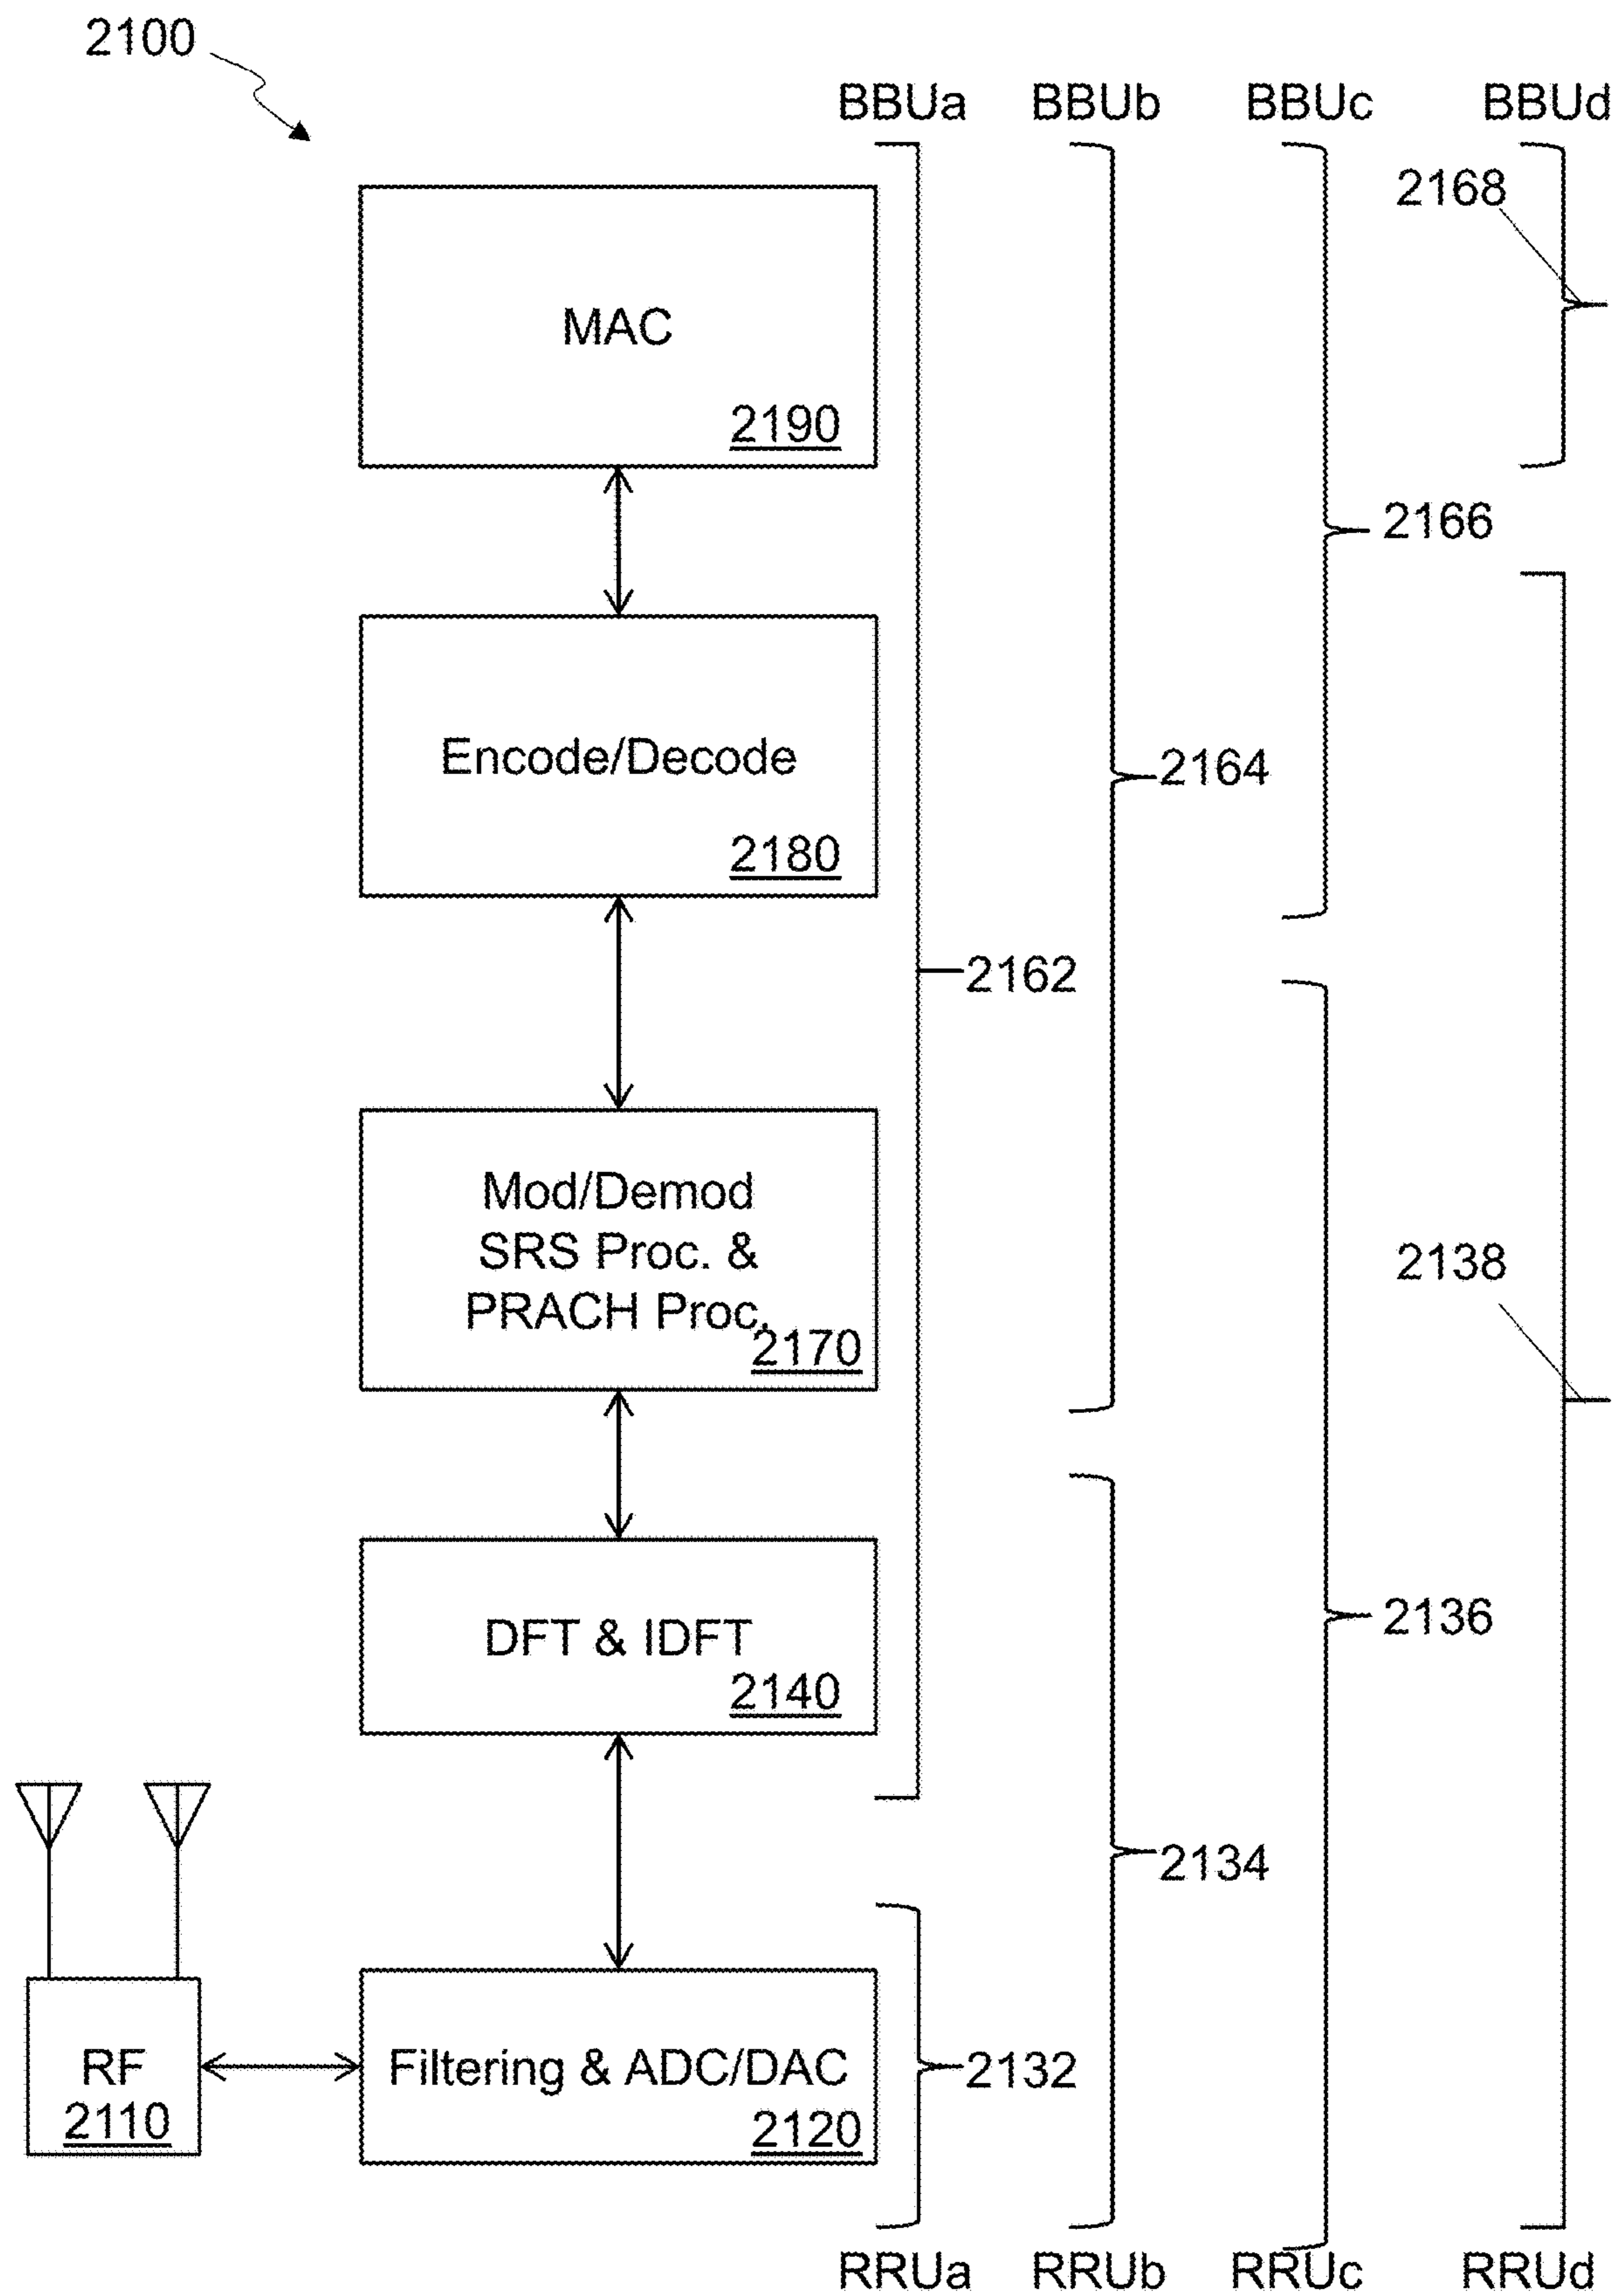 2100
BBUa BBUb BBUc BBUd
2168
MAC
2190
2166
Encode/Decode
2180
2164
2162
Mod/Demod
SRS Proc. &
PRACH Proc.
2170
2138
DFT & IDFT
2140
2136
2134
RF
2110
Filtering & ADC/DAC
2120
2132
RRUa RRUb RRUc RRUd